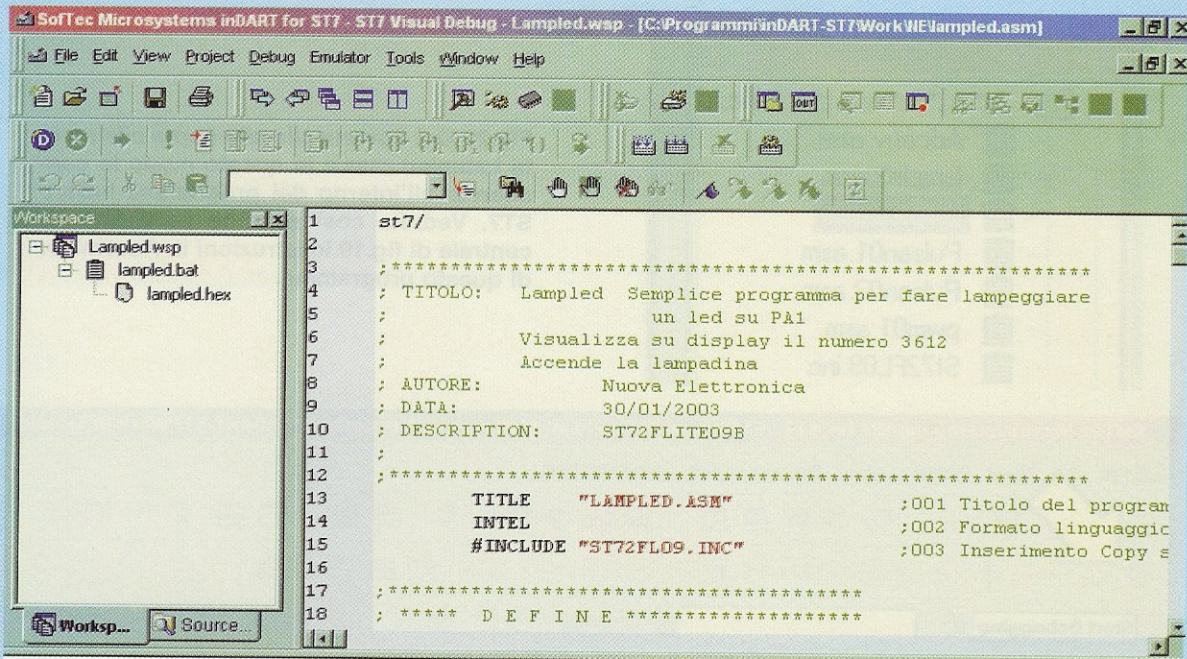 SofTec Microsystems inDART for ST7 - ST7 Visual Debug - Lampled.wsp - [C:\Programmi\inDART-ST7\Work\NE\lampled.asm]
File Edit View Project Debug Emulator Tools Window Help
Workspace
Lampled.wsp
lampled.bat
lampled.hex
Worksp... Source...
1 st7/
2
3 ;************************************************************
4 ; TITOLO: Lampled Semplice programma per fare lampeggiare
5 ; un led su PA1
6 ; Visualizza su display il numero 3612
7 ; Accende la lampadina
8 ; AUTORE: Nuova Elettronica
9 ; DATA: 30/01/2003
10 ; DESCRIPTION: ST72FLITE09B
11 ;
12 ;************************************************************
13 TITLE "LAMPLED.ASM" ;001 Titolo del program
14 INTEL ;002 Formato linguaggio
15 #INCLUDE "ST72FL09.INC" ;003 Inserimento Copy s
16
17 ;****************************************
18 ; ***** D E F I N E ********************